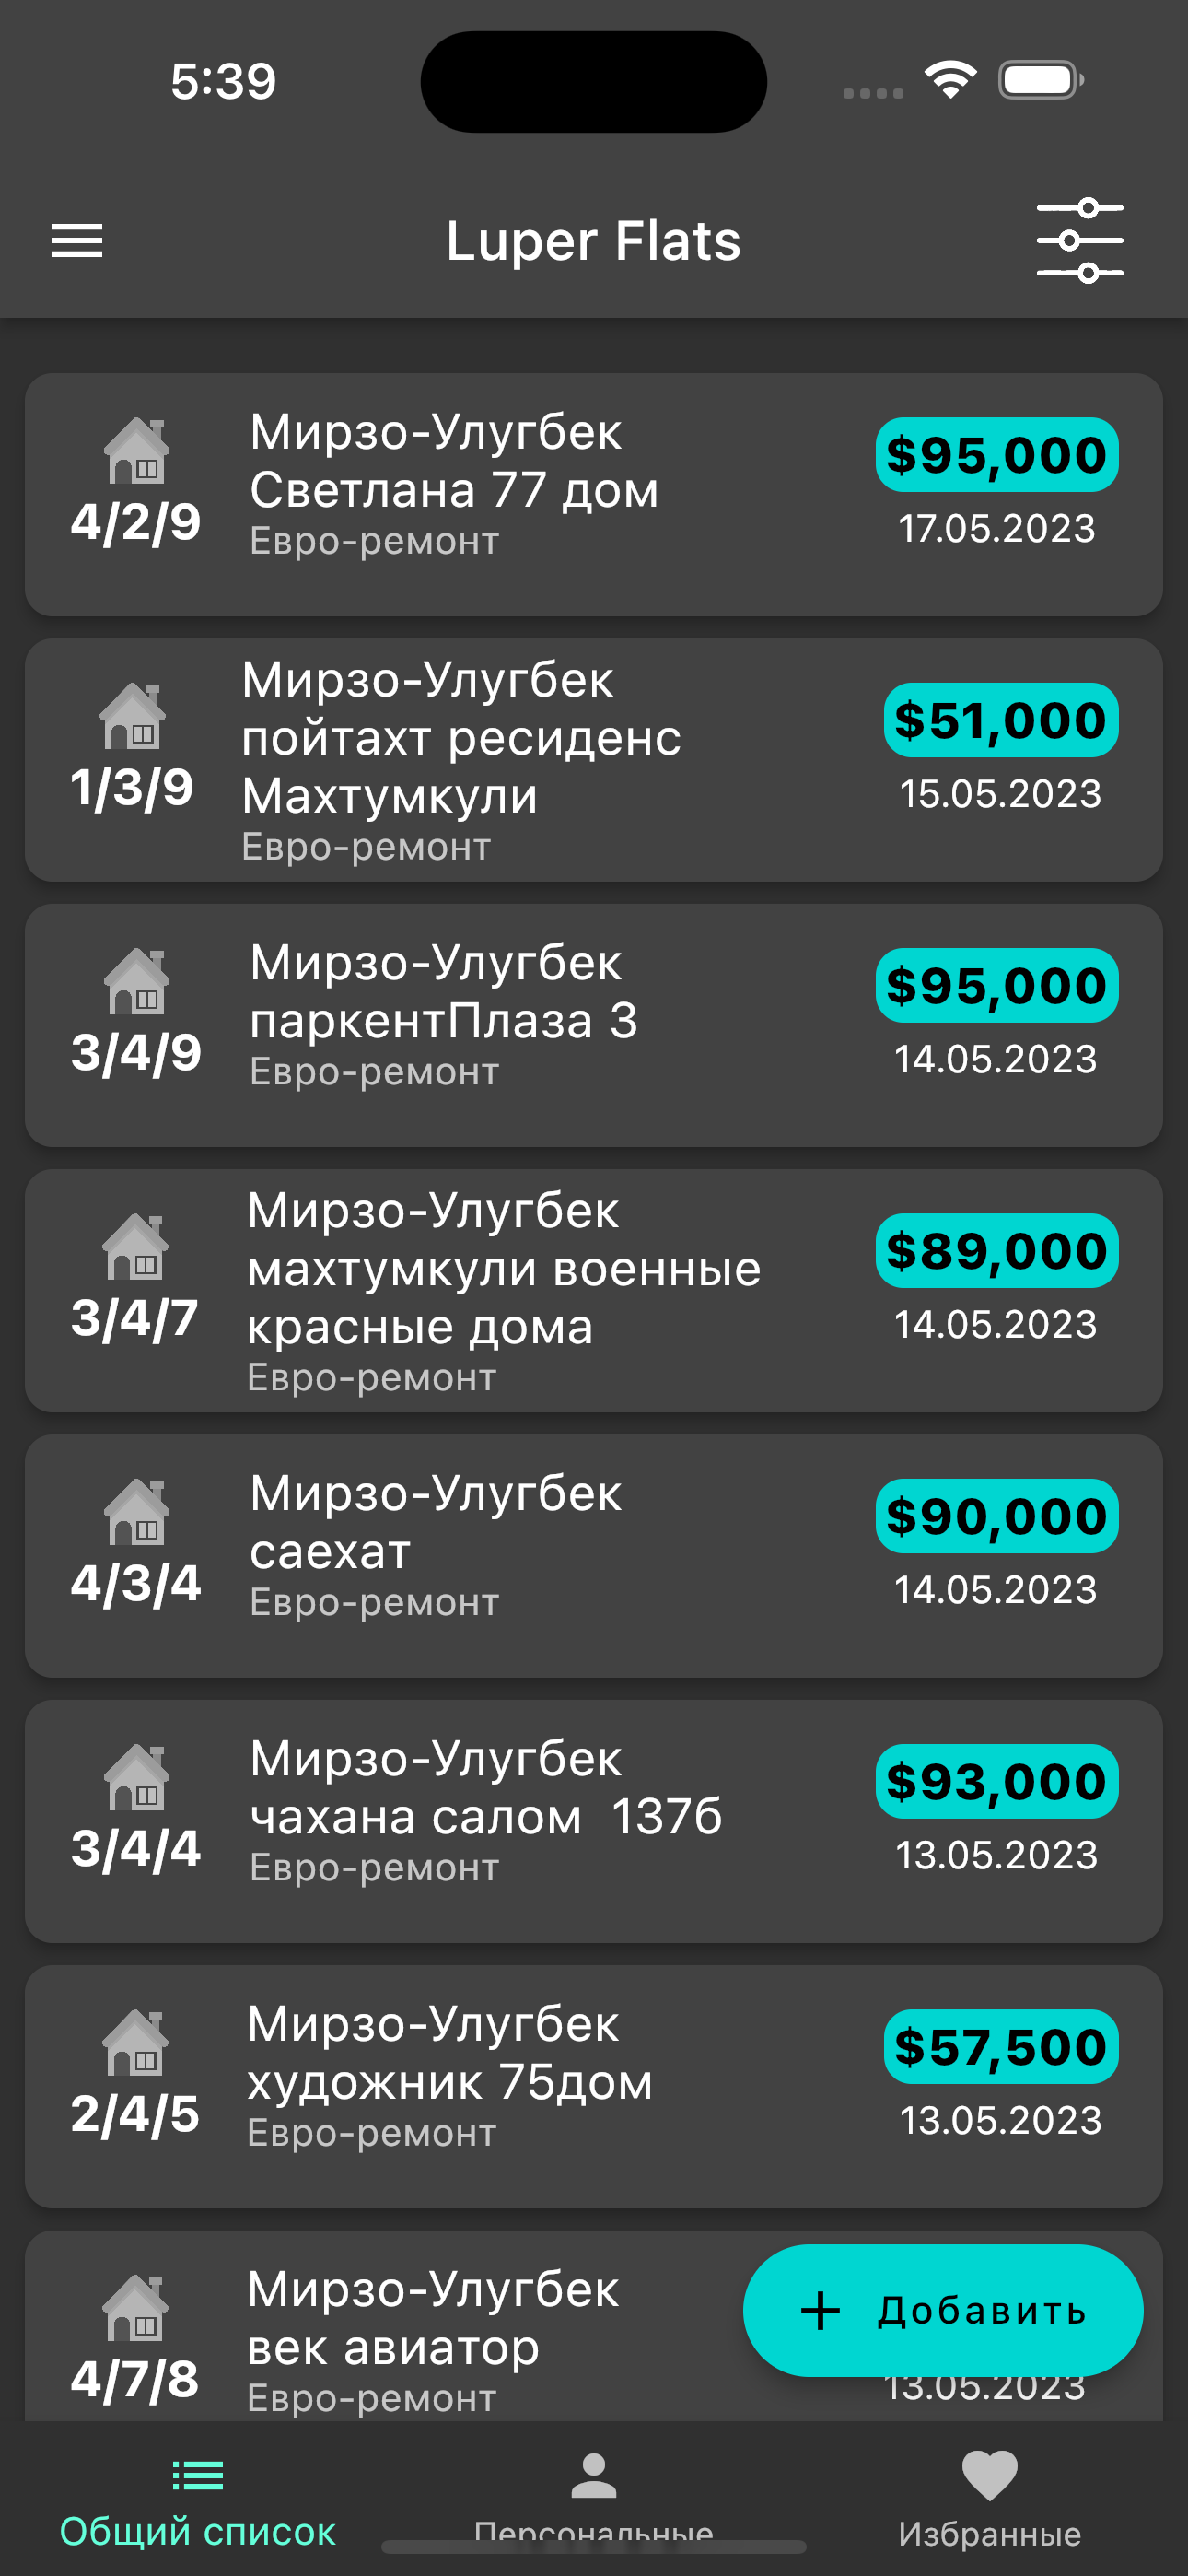 5:39
Luper Flats
Мирзо-Улугбек
Светлана 77 дом
Евро-ремонт
4/2/9
$95,000
17.05.2023
Мирзо-Улугбек
пойтахт ресиденс
Махтумкули
Евро-ремонт
1/3/9
$51,000
15.05.2023
Мирзо-Улугбек
паркентПлаза 3
Евро-ремонт
3/4/9
$95,000
14.05.2023
Мирзо-Улугбек
махтумкули военные
красные дома
Евро-ремонт
3/4/7
$89,000
14.05.2023
Мирзо-Улугбек
саехат
Евро-ремонт
4/3/4
$90,000
14.05.2023
Мирзо-Улугбек
чахана салом  137б
Евро-ремонт
3/4/4
$93,000
13.05.2023
Мирзо-Улугбек
художник 75дом
Евро-ремонт
2/4/5
$57,500
13.05.2023
Мирзо-Улугбек
век авиатор
Евро-ремонт
4/7/8
13.05.2023
+ Добавить
Общий список
Персональные
Избранные